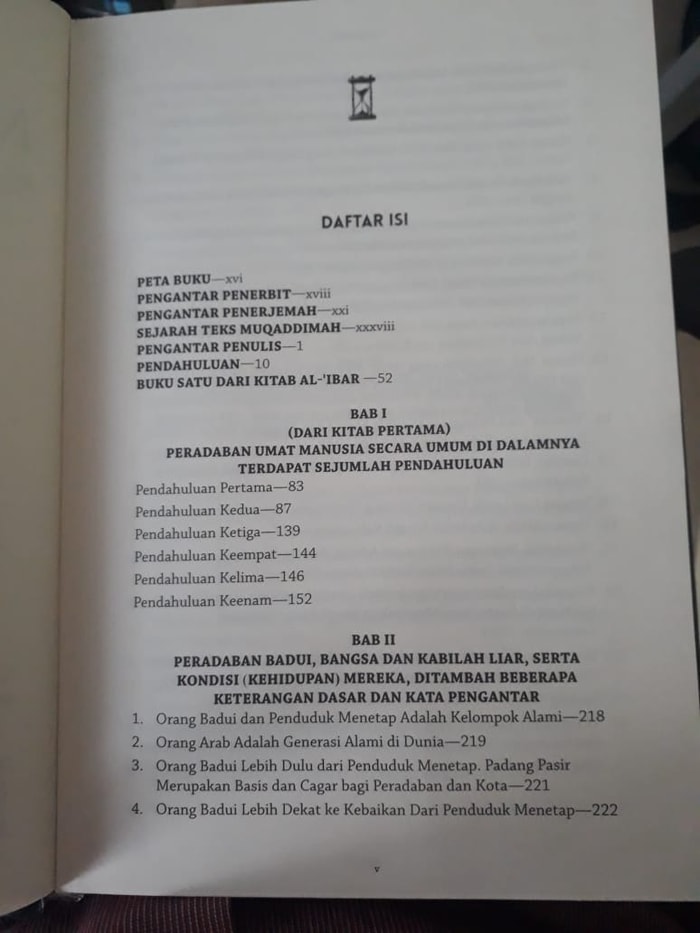 DAFTAR ISI
PETA BUKU—xvi
PENGANTAR PENERBIT—xviii
PENGANTAR PENERJEMAH—xxi
SEJARAH TEKS MUQADDIMAH—xxxviii
PENGANTAR PENULIS—1
PENDAHULUAN—10
BUKU SATU DARI KITAB AL-'IBAR —52
BAB I
(DARI KITAB PERTAMA)
PERADABAN UMAT MANUSIA SECARA UMUM DI DALAMNYA
TERDAPAT SEJUMLAH PENDAHULUAN
Pendahuluan Pertama—83
Pendahuluan Kedua—87
Pendahuluan Ketiga—139
Pendahuluan Keempat—144
Pendahuluan Kelima—146
Pendahuluan Keenam—152
BAB II
PERADABAN BADUI, BANGSA DAN KABILAH LIAR, SERTA
KONDISI (KEHIDUPAN) MEREKA, DITAMBAH BEBERAPA
KETERANGAN DASAR DAN KATA PENGANTAR
1. Orang Badui dan Penduduk Menetap Adalah Kelompok Alami—218
2. Orang Arab Adalah Generasi Alami di Dunia—219
3. Orang Badui Lebih Dulu dari Penduduk Menetap. Padang Pasir
Merupakan Basis dan Cagar bagi Peradaban dan Kota—221
4. Orang Badui Lebih Dekat ke Kebaikan Dari Penduduk Menetap—222
v